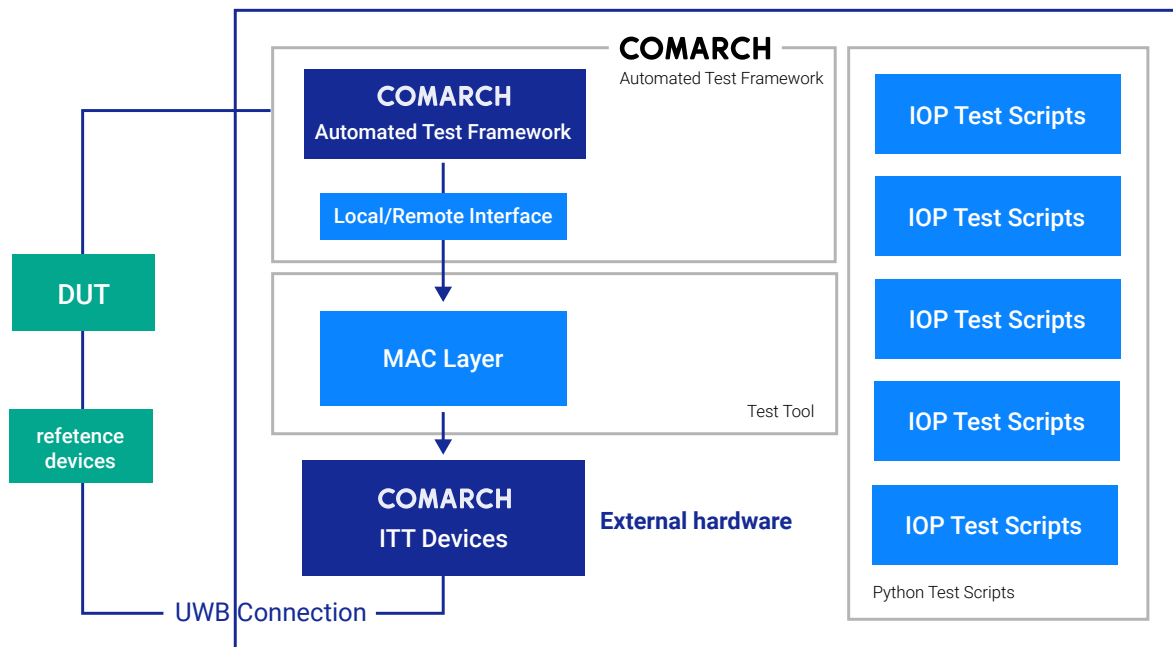 COMARCH
Automated Test Framework
COMARCH
Automated Test Framework
Local/Remote Interface
DUT
MAC Layer
Test Tool
refetence
devices
COMARCH
ITT Devices
External hardware
UWB Connection
IOP Test Scripts
IOP Test Scripts
IOP Test Scripts
IOP Test Scripts
IOP Test Scripts
Python Test Scripts